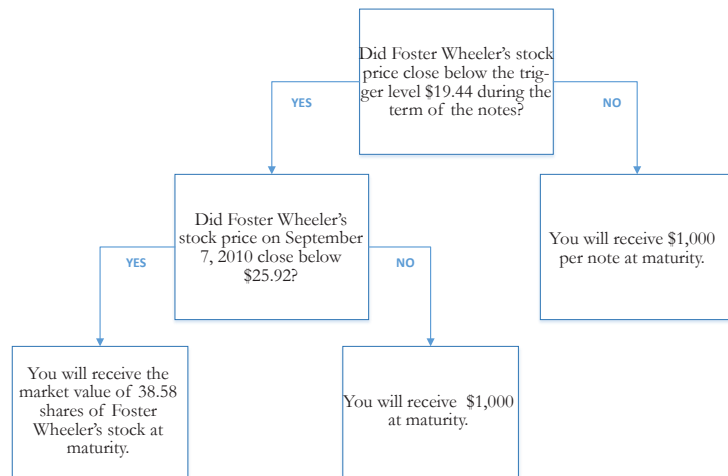 Did Foster Wheeler's stock
price close below the trig-
ger level $19.44 during the
term of the notes?
YES
NO
Did Foster Wheeler's
stock price on September
7, 2010 close below
$25.92?
You will receive $1,000
per note at maturity.
YES
NO
You will receive the
market value of 38.58
shares of Foster
Wheeler's stock at
maturity.
You will receive $1,000
at maturity.